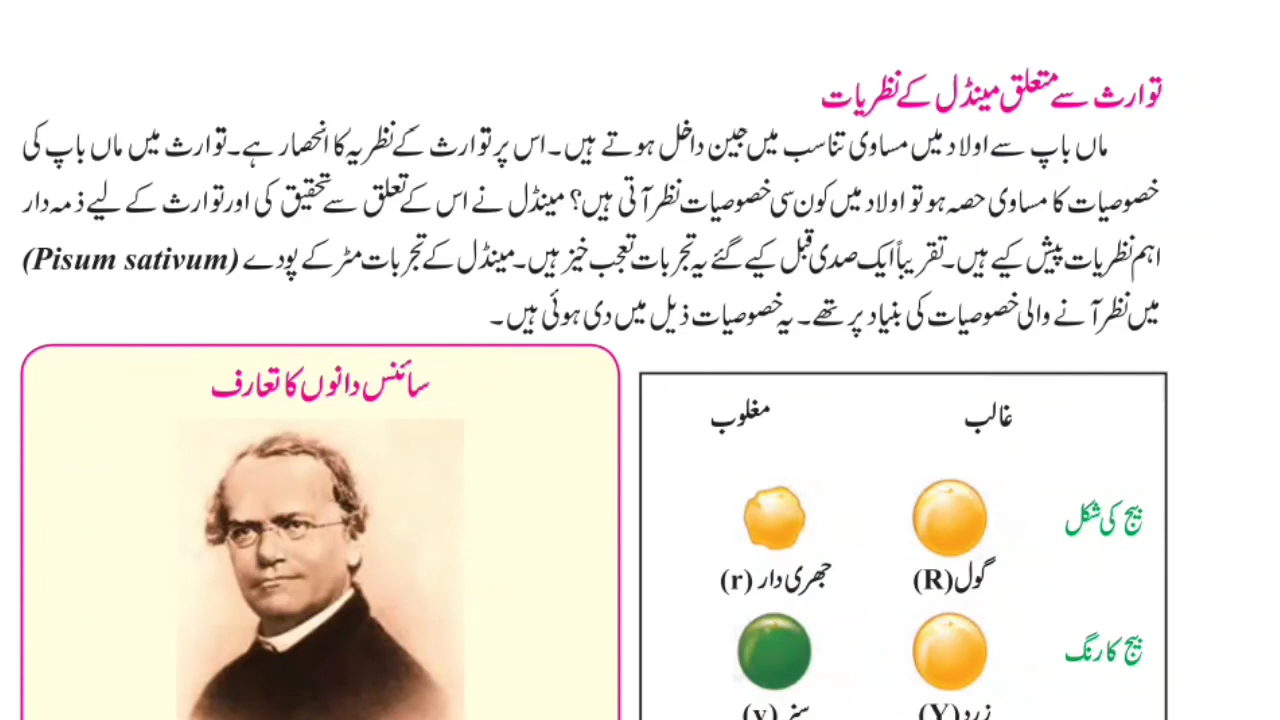 توارث سے متعلق مینڈل کے نظریات
ماں باپ سے اولاد میں مساوی تناسب میں جین داخل ہوتے ہیں۔ اس پر توارث کے نظریہ کا انحصار ہے۔ توارث میں ماں باپ کی
خصوصیات کا مساوی حصہ ہو تو اولاد میں کون سی خصوصیات نظر آتی ہیں؟ مینڈل نے اس کے تعلق سے تحقیق کی اور توارث کے لیے ذمہ دار
اہم نظریات پیش کیے ہیں۔ تقریباً ایک صدی قبل کیے گئے یہ تجربات تعجب خیز ہیں۔ مینڈل کے تجربات مٹر کے پودے (Pisum sativum)
میں نظر آنے والی خصوصیات کی بنیاد پر تھے۔ یہ خصوصیات ذیل میں دی ہوئی ہیں۔
غالب مغلوب
بیج کی شکل
گول (R) جھری دار (r)
بیج کا رنگ
زرد (Y) سبز (y)
سائنس دانوں کا تعارف